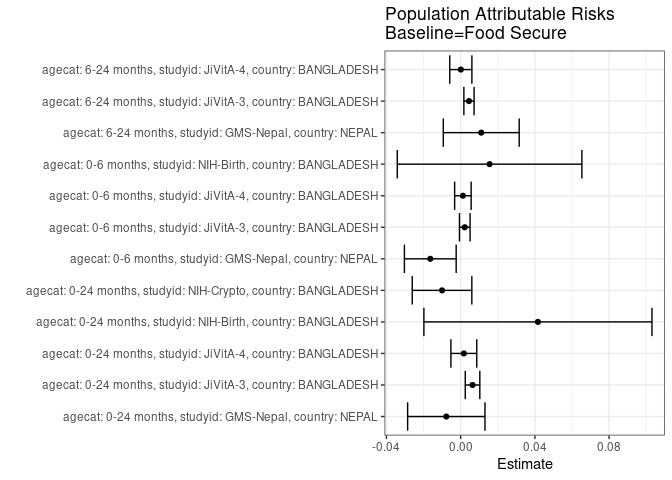 Population Attributable Risks
Baseline=Food Secure
agecat: 6-24 months, studyid: JiVitA-4, country: BANGLADESH
agecat: 6-24 months, studyid: JiVitA-3, country: BANGLADESH
agecat: 6-24 months, studyid: GMS-Nepal, country: NEPAL
agecat: 0-6 months, studyid: NIH-Birth, country: BANGLADESH
agecat: 0-6 months, studyid: JiVitA-4, country: BANGLADESH
agecat: 0-6 months, studyid: JiVitA-3, country: BANGLADESH
agecat: 0-6 months, studyid: GMS-Nepal, country: NEPAL
agecat: 0-24 months, studyid: NIH-Crypto, country: BANGLADESH
agecat: 0-24 months, studyid: NIH-Birth, country: BANGLADESH
agecat: 0-24 months, studyid: JiVitA-4, country: BANGLADESH
agecat: 0-24 months, studyid: JiVitA-3, country: BANGLADESH
agecat: 0-24 months, studyid: GMS-Nepal, country: NEPAL
-0.04 0.00 0.04 0.08
Estimate